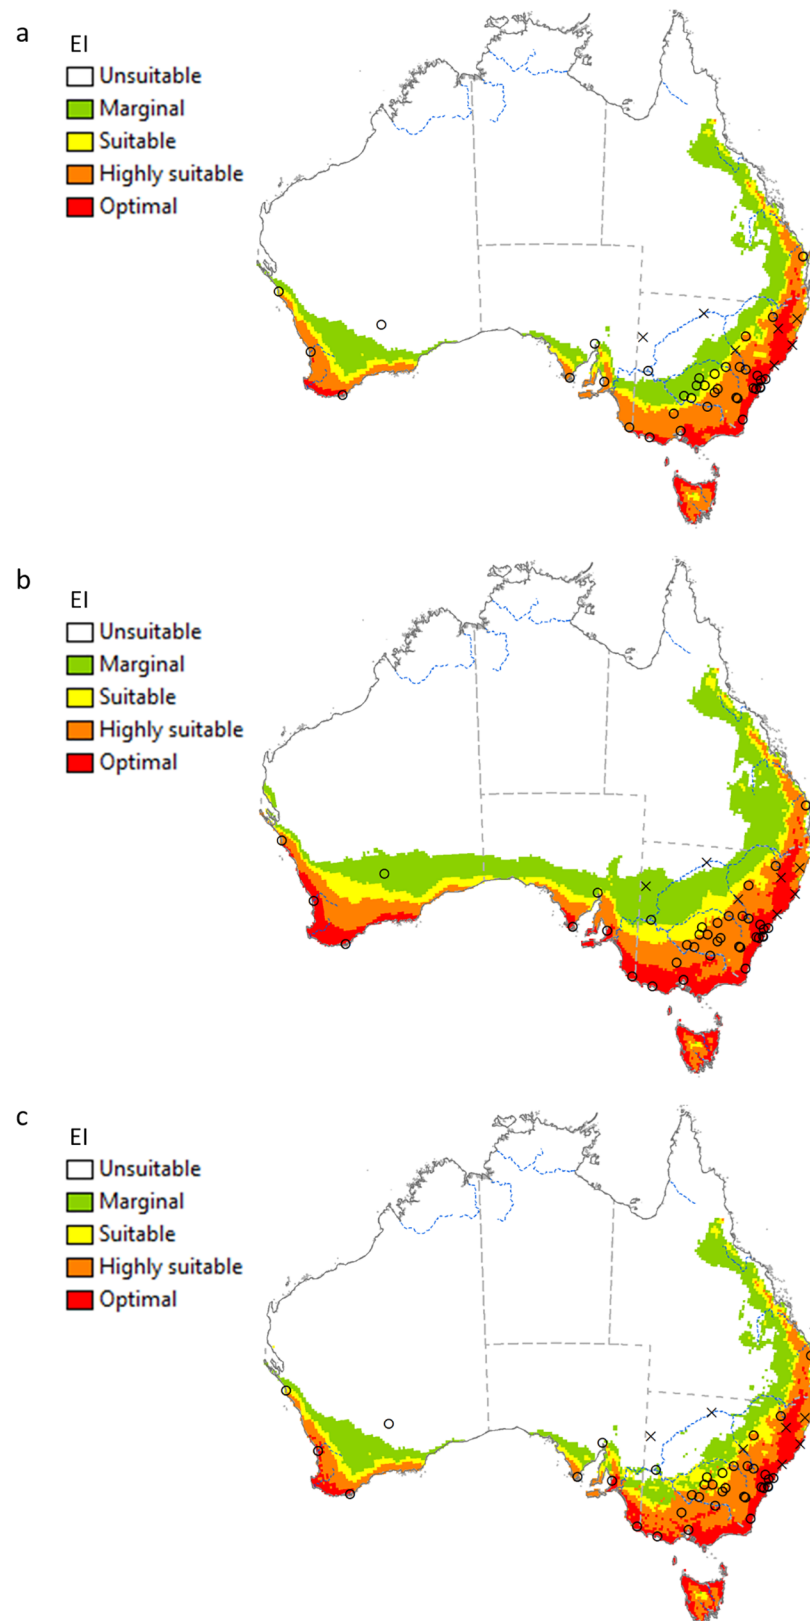 a
EI
Unsuitable
Marginal
Suitable
Highly suitable
Optimal
b
EI
Unsuitable
Marginal
Suitable
Highly suitable
Optimal
c
EI
Unsuitable
Marginal
Suitable
Highly suitable
Optimal